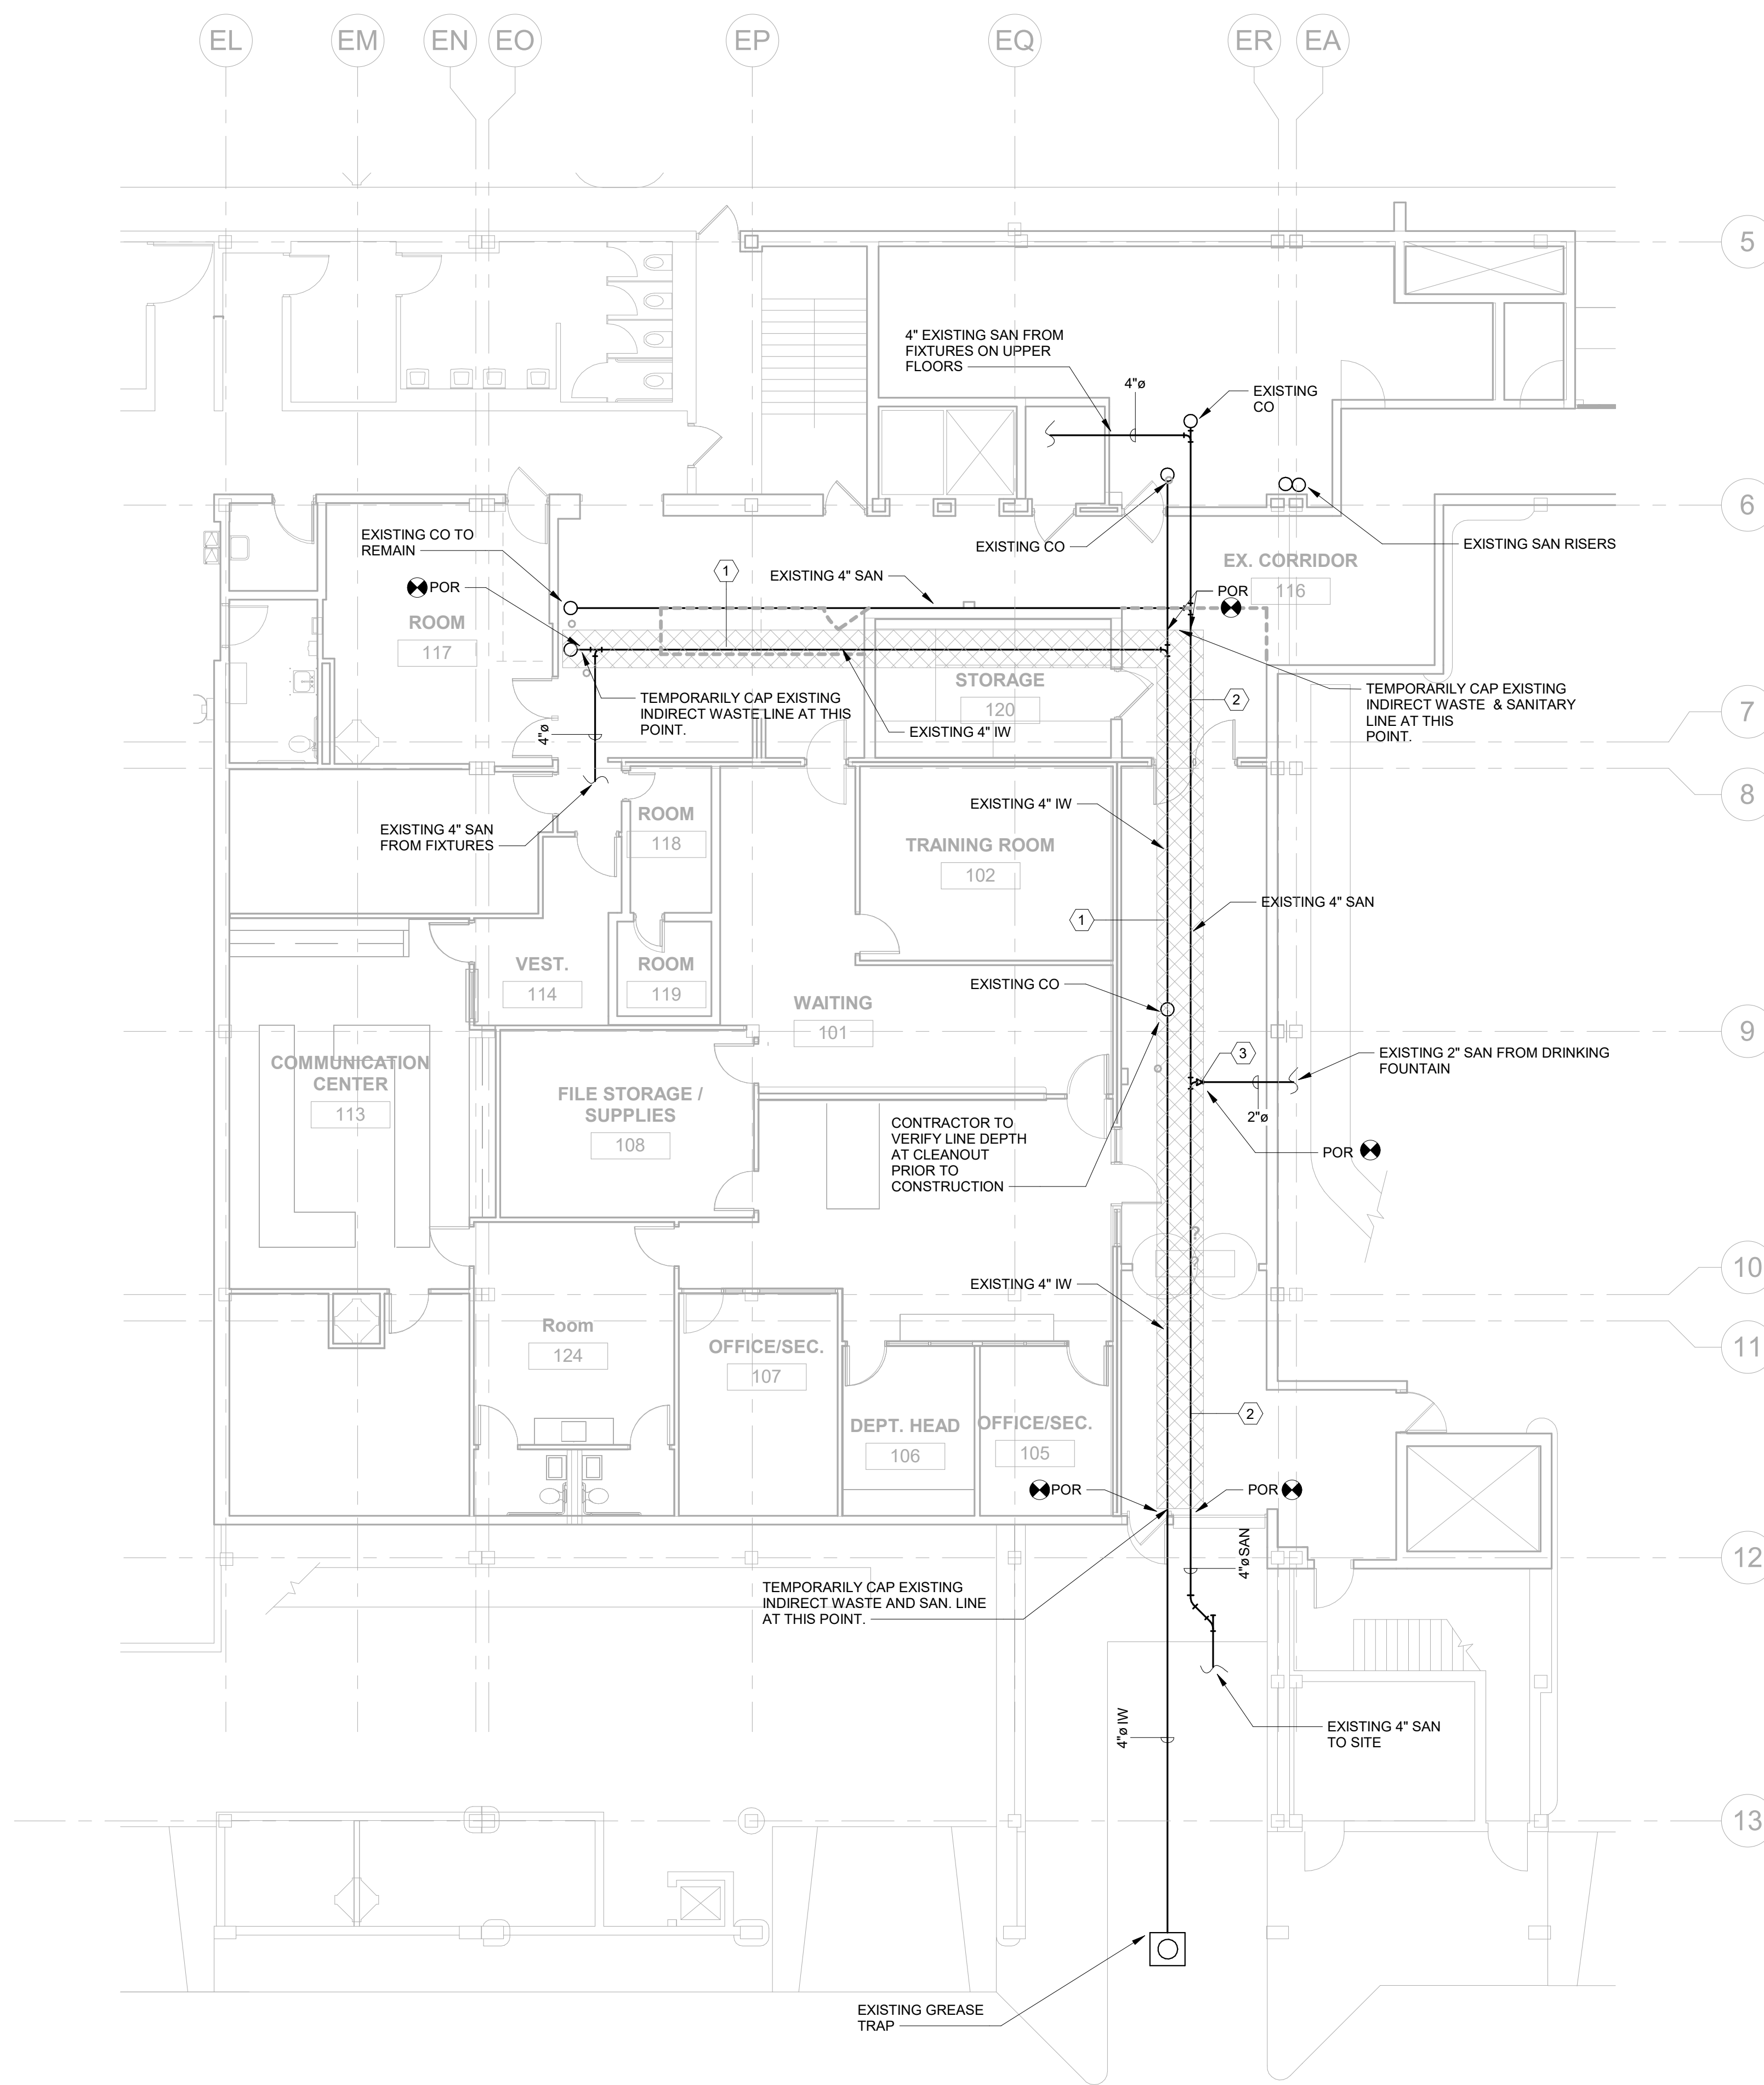 EL
EM
EN
EO
EP
EQ
ER
EA
5
4" EXISTING SAN FROM
FIXTURES ON UPPER
FLOORS
4"ø
EXISTING
CO
6
EXISTING CO TO
REMAIN
POR
ROOM
117
1
EXISTING 4" SAN
EXISTING CO
EXISTING SAN RISERS
EX. CORRIDOR
116
POR
TEMPORARILY CAP EXISTING
INDIRECT WASTE LINE AT THIS
POINT.
STORAGE
120
EXISTING 4" IW
2
TEMPORARILY CAP EXISTING
INDIRECT WASTE & SANITARY
LINE AT THIS
POINT.
7
4"ø
8
EXISTING 4" SAN
FROM FIXTURES
ROOM
118
EXISTING 4" IW
TRAINING ROOM
102
1
EXISTING 4" SAN
VEST.
114
ROOM
119
EXISTING CO
WAITING
101
9
COMMUNICATION
CENTER
113
FILE STORAGE /
SUPPLIES
108
3
EXISTING 2" SAN FROM DRINKING
FOUNTAIN
2"ø
CONTRACTOR TO
VERIFY LINE DEPTH
AT CLEANOUT
PRIOR TO
CONSTRUCTION
POR
?
?
10
EXISTING 4" IW
11
Room
124
OFFICE/SEC.
107
DEPT. HEAD
106
OFFICE/SEC.
105
2
POR
POR
4"ø SAN
12
TEMPORARILY CAP EXISTING
INDIRECT WASTE AND SAN. LINE
AT THIS POINT.
4"ø IW
EXISTING 4" SAN
TO SITE
13
EXISTING GREASE
TRAP